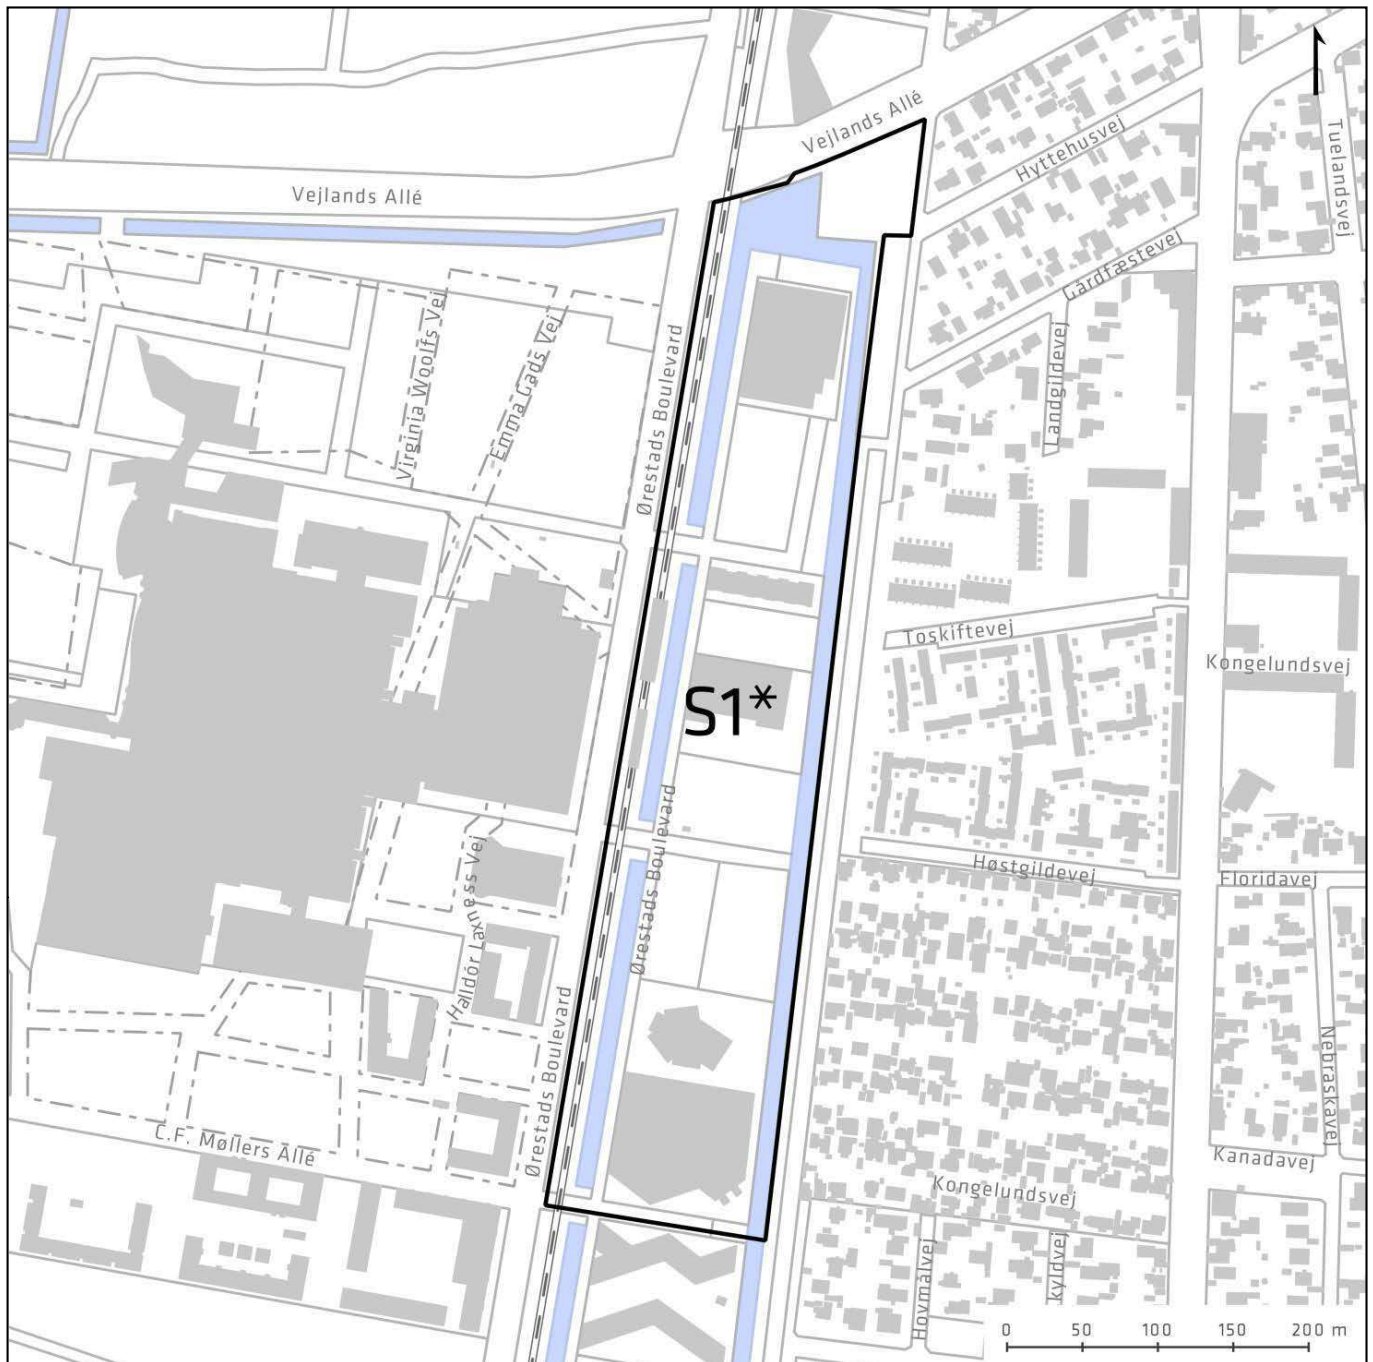 Vejlands Allé
Vejlands Allé
Hyttehusvej
Tuelandsvej
Gårdfæstevej
Virginia Woolfs Vej
Emma Gads Vej
Ørestads Boulevard
Landgildevej
Toskiftevej
Kongelundsvej
S1*
Ørestads Boulevard
Halldór Laxness Vej
Høstgildevej
Floridavej
Ørestads Boulevard
Nebraskavej
C.F. Møllers Allé
Kanadavej
Kongelundsvej
Hovmålvej
kyldvej
0 50 100 150 200 m